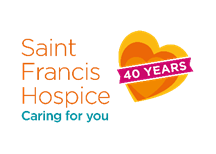 Saint
Francis
Hospice
Caring for you
40 YEARS